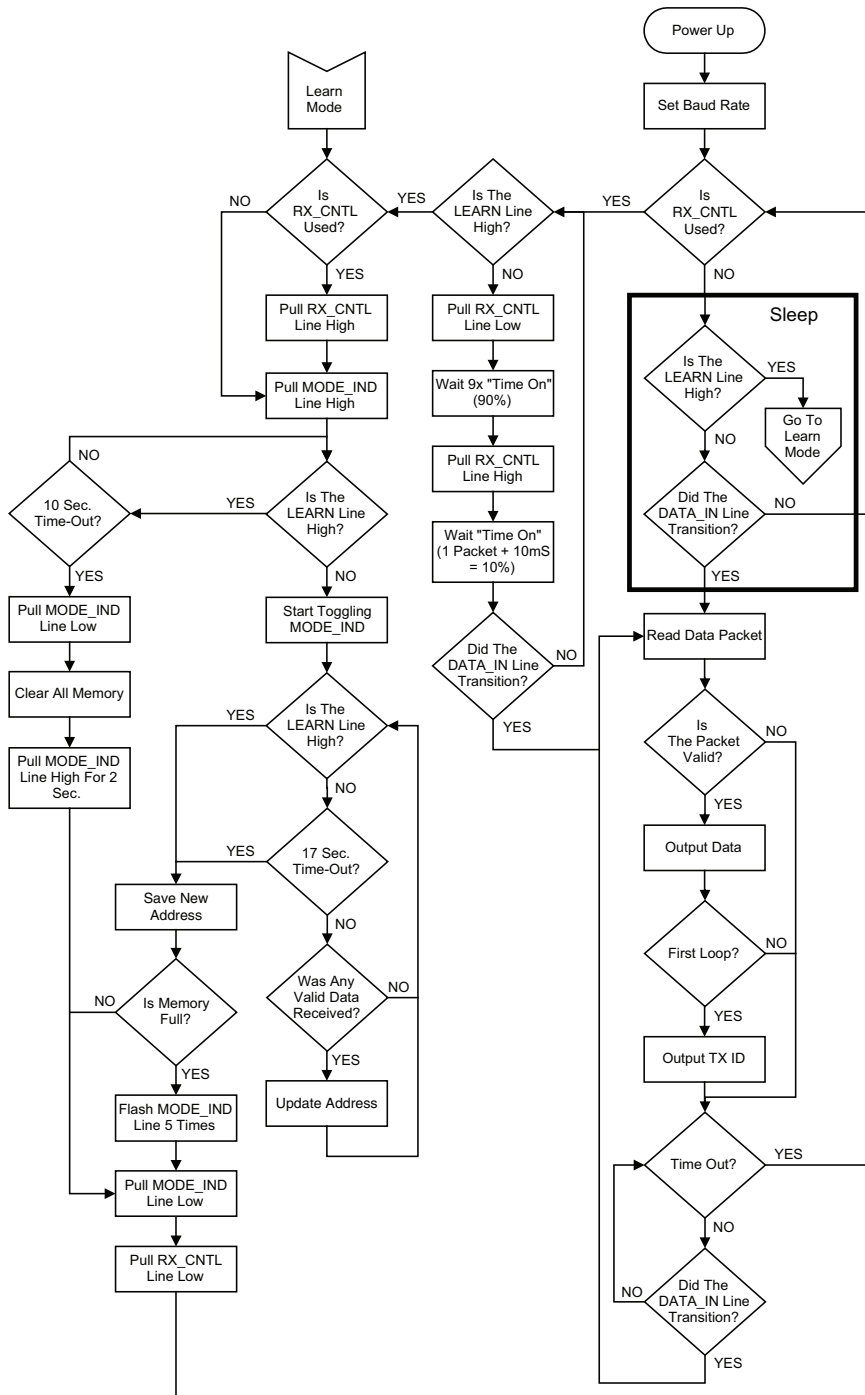 Power Up
Set Baud Rate
Is
RX_CNTL
Used?
YES
NO
Sleep
Is The
LEARN Line
High?
YES
NO
Go To
Learn
Mode
Did The
DATA_IN Line
Transition?
NO
YES
Read Data Packet
Is
The Packet
Valid?
NO
YES
Output Data
First Loop?
NO
YES
Output TX ID
Time Out?
YES
NO
Did The
DATA_IN Line
Transition?
NO
YES
Is The
LEARN Line
High?
YES
NO
Pull RX_CNTL
Line Low
Wait 9x "Time On"
(90%)
Pull RX_CNTL
Line High
Wait "Time On"
(1 Packet + 10mS
= 10%)
Did The
DATA_IN Line
Transition?
NO
YES
Learn
Mode
Is
RX_CNTL
Used?
NO
YES
Pull RX_CNTL
Line High
Pull MODE_IND
Line High
Is The
LEARN Line
High?
YES
NO
10 Sec.
Time-Out?
NO
YES
Pull MODE_IND
Line Low
Clear All Memory
Pull MODE_IND
Line High For 2
Sec.
Start Toggling
MODE_IND
Is The
LEARN Line
High?
YES
NO
17 Sec.
Time-Out?
YES
NO
Was Any
Valid Data
Received?
NO
YES
Update Address
Save New
Address
Is Memory
Full?
NO
YES
Flash MODE_IND
Line 5 Times
Pull MODE_IND
Line Low
Pull RX_CNTL
Line Low